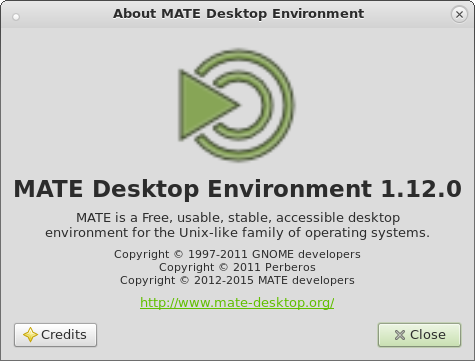 About MATE Desktop Environment
MATE Desktop Environment 1.12.0
MATE is a Free, usable, stable, accessible desktop
environment for the Unix-like family of operating systems.
Copyright © 1997-2011 GNOME developers
Copyright © 2011 Perberos
Copyright © 2012-2015 MATE developers
http://www.mate-desktop.org/
Credits
Close